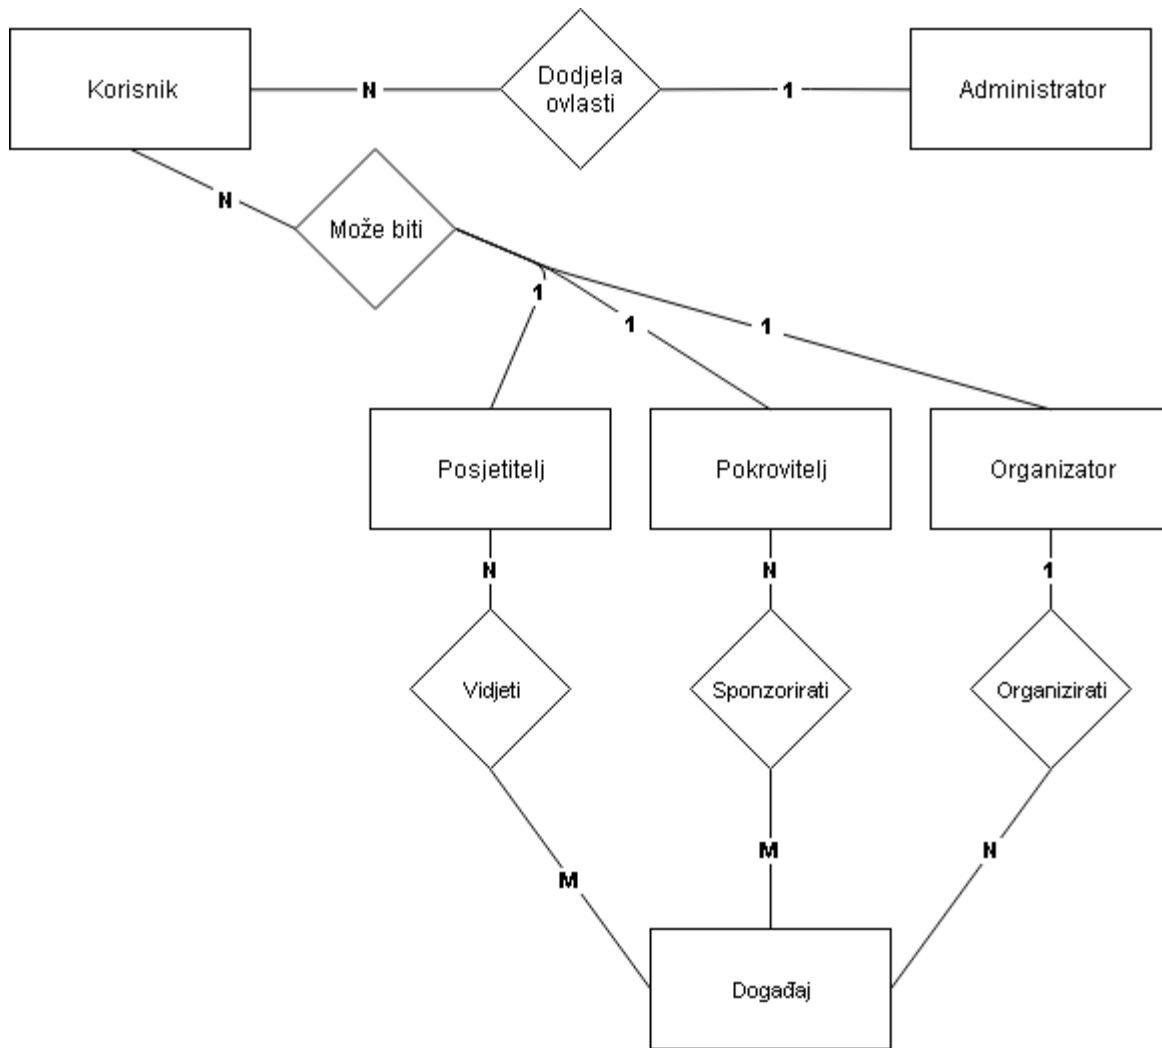 Korisnik
N
Dodjela
ovlasti
1
Administrator
N
Može biti
1
1
1
Posjetitelj
Pokrovitelj
Organizator
N
N
1
Vidjeti
Sponzorirati
Organizirati
M
M
N
Događaj